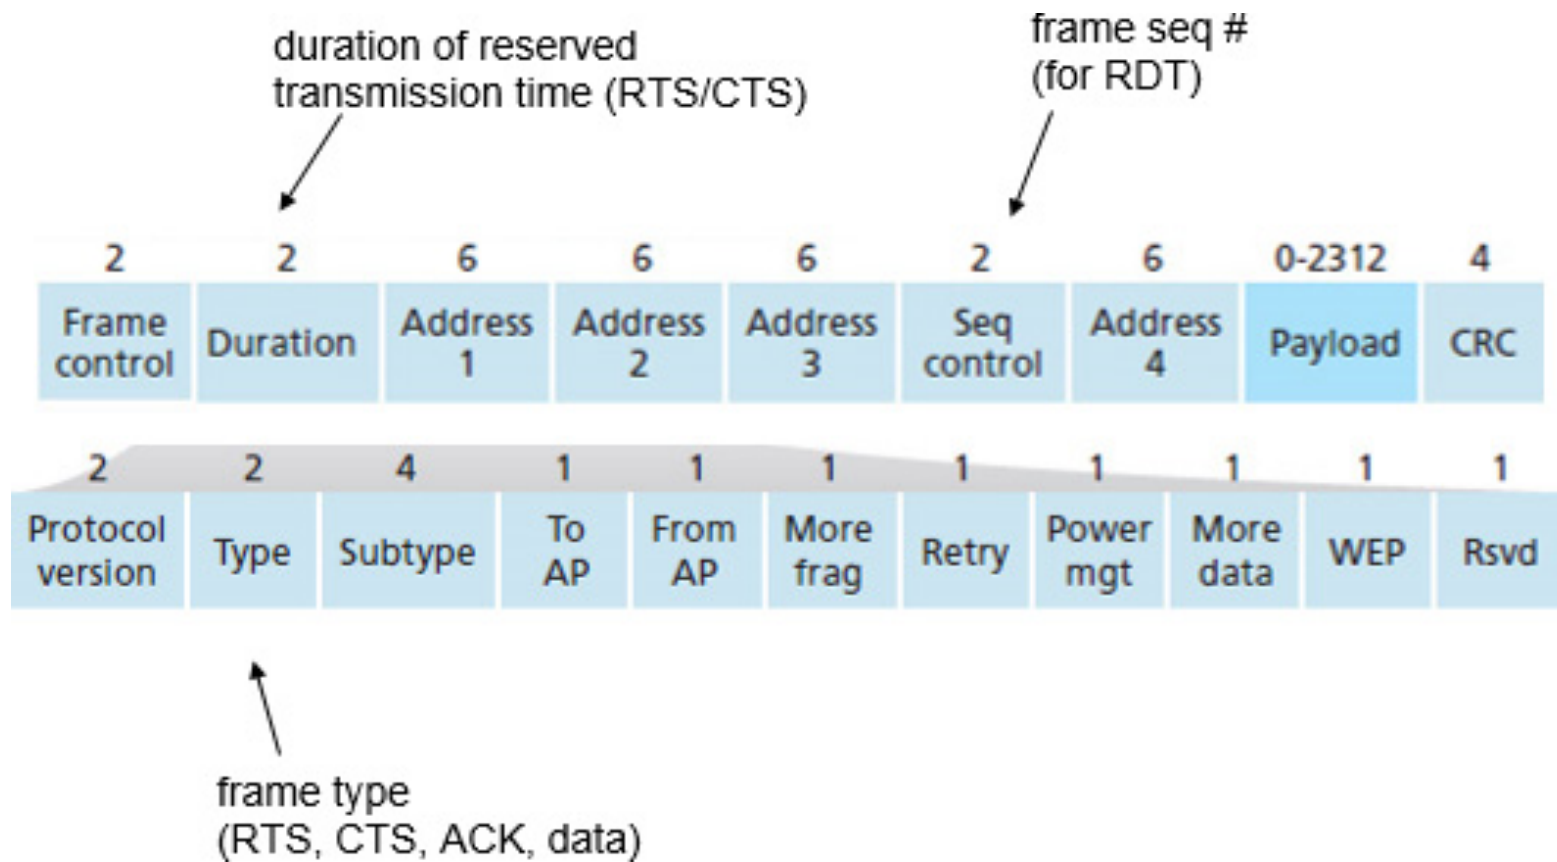 duration of reserved
transmission time (RTS/CTS)
frame seq #
(for RDT)
2 2 6 6 6 2 6 0-2312 4
Frame control Duration Address 1 Address 2 Address 3 Seq control Address 4 Payload CRC
2 2 4 1 1 1 1 1 1 1 1
Protocol version Type Subtype To AP From AP More frag Retry Power mgt More data WEP Rsvd
frame type
(RTS, CTS, ACK, data)